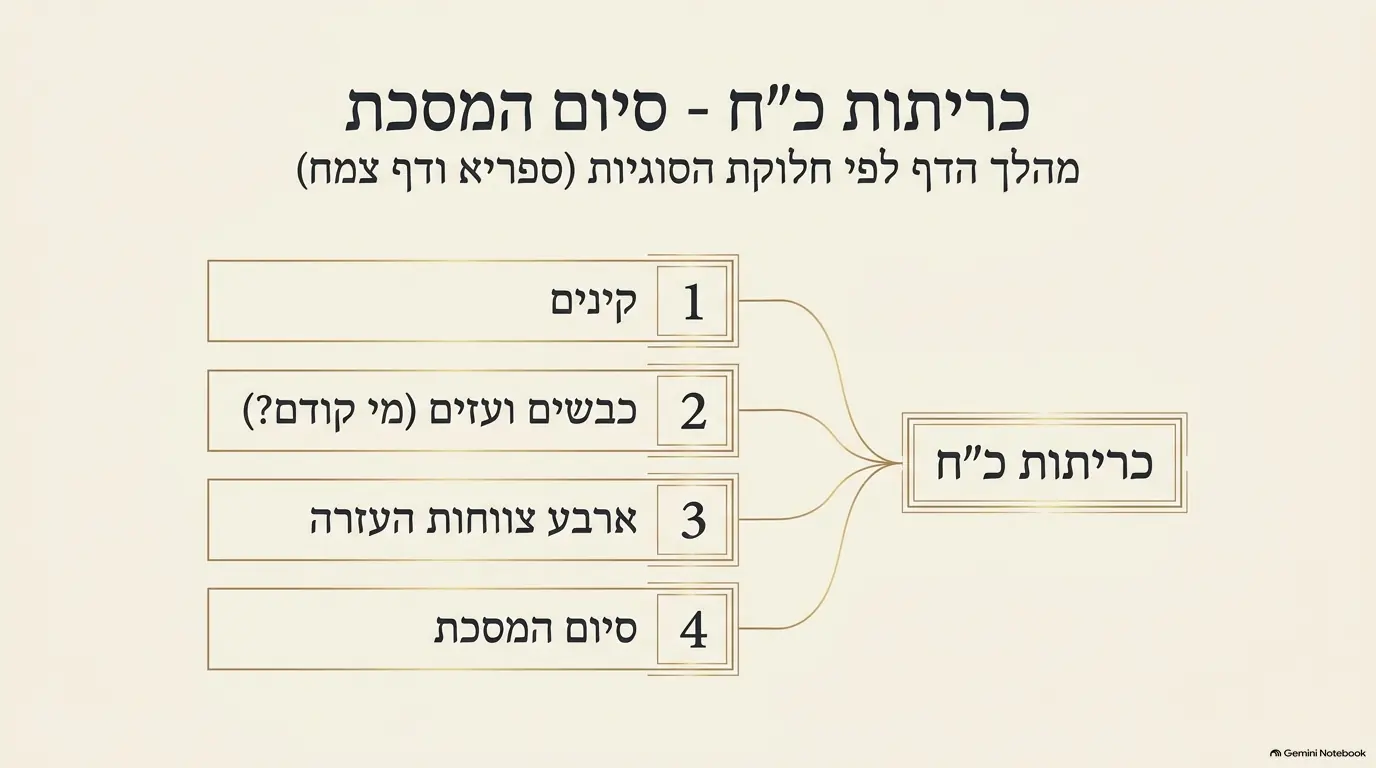 כריתות כ"ח - סיום המסכת
מהלך הדף לפי חלוקת הסוגיות (ספריא ודף צמח)
כריתות כ"ח
1 קינים
2 כבשים ועזים (מי קודם?)
3 ארבע צווחות העזרה
4 סיום המסכת
Gemini Notebook